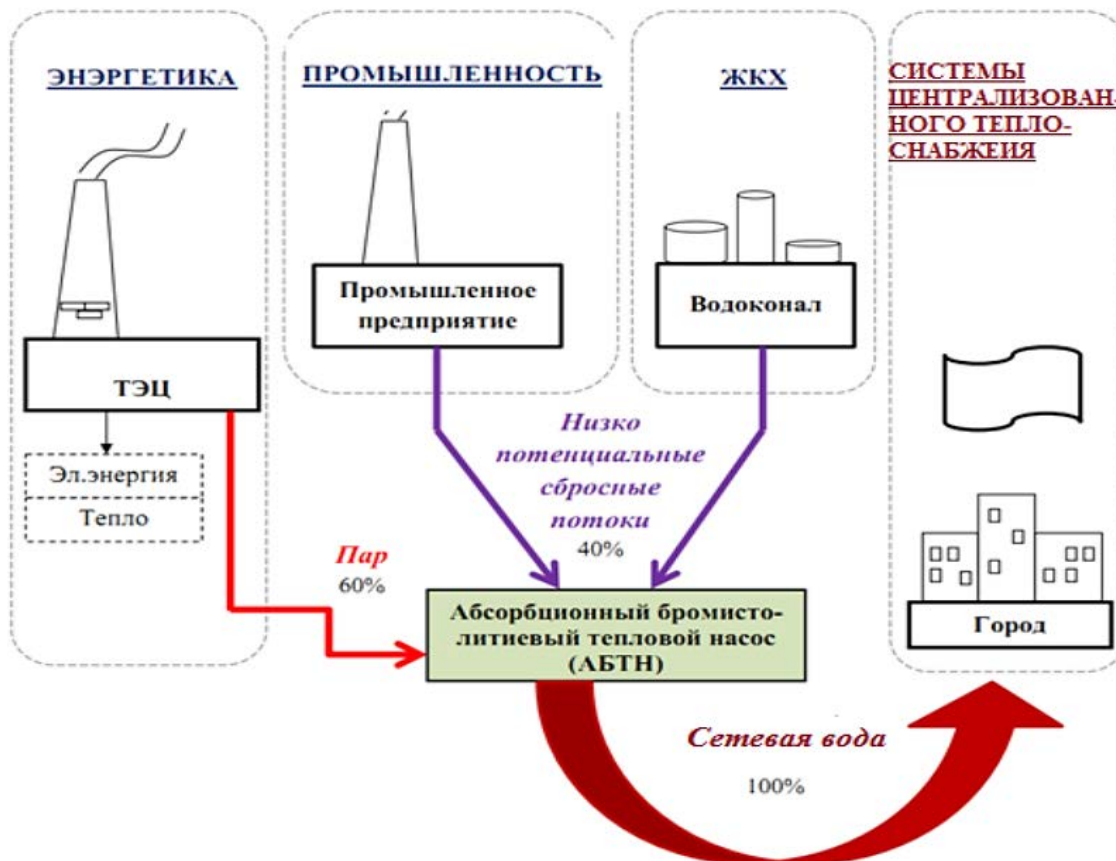 ЭНЭРГЕТИКА
ПРОМЫШЛЕННОСТЬ
ЖКХ
СИСТЕМЫ
ЦЕНТРАЛИЗОВАН-
НОГО ТЕПЛО-
СНАБЖЕИЯ
Промышленное
предприятие
Водоконал
ТЭЦ
Эл.энергия
Тепло
Низко
потенциальные
сбросные
потоки
40%
Пар
60%
Абсорбционный бромисто-
литиевый тепловой насос
(АБТН)
Город
Сетевая вода
100%